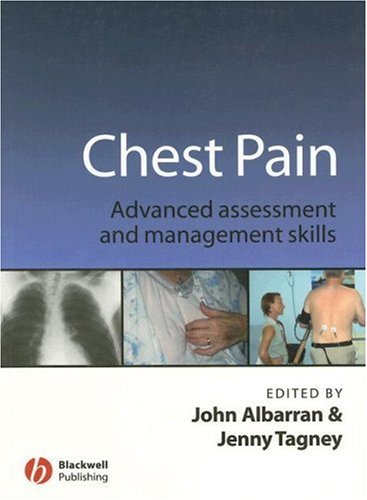 Chest Pain
Advanced assessment
and management skills
EDITED BY
John Albarran &
Jenny Tagney
Blackwell
Publishing